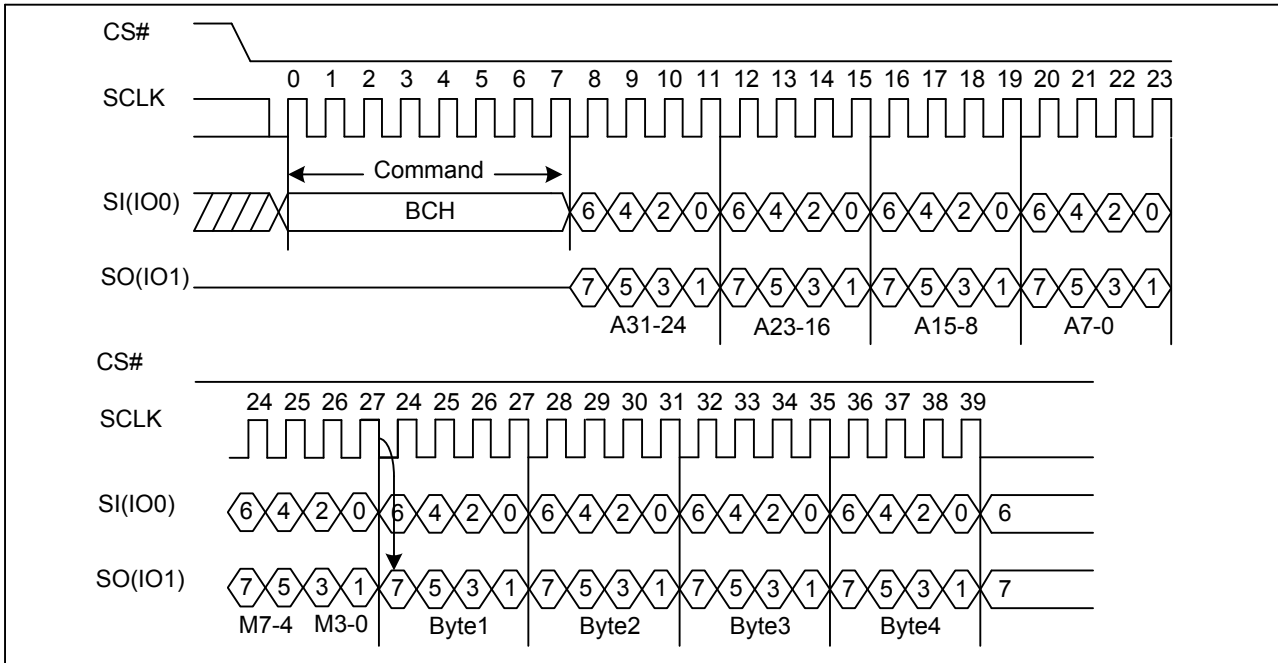 CS#
0 1 2 3 4 5 6 7 8 9 10 11 12 13 14 15 16 17 18 19 20 21 22 23
SCLK
Command
SI(IO0) BCH 6 4 2 0 6 4 2 0 6 4 2 0 6 4 2 0
SO(IO1) 7 5 3 1 7 5 3 1 7 5 3 1 7 5 3 1
A31-24 A23-16 A15-8 A7-0
CS#
24 25 26 27 24 25 26 27 28 29 30 31 32 33 34 35 36 37 38 39
SCLK
SI(IO0) 6 4 2 0 6 4 2 0 6 4 2 0 6 4 2 0 6 4 2 0 6
SO(IO1) 7 5 3 1 7 5 3 1 7 5 3 1 7 5 3 1 7 5 3 1 7
M7-4 M3-0 Byte1 Byte2 Byte3 Byte4